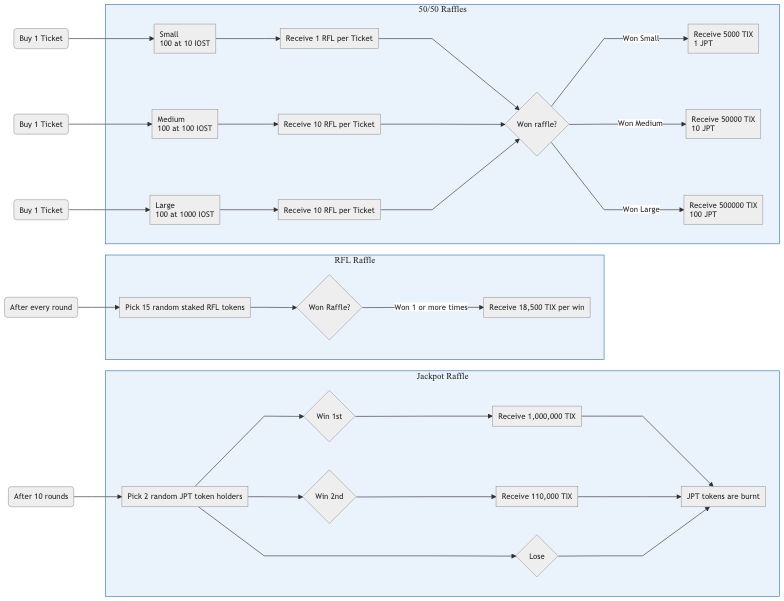 50/50 Raffles
Buy 1 Ticket
Small
100 at 10 IOST
Receive 1 RFL per Ticket
Won Small
Receive 5000 TIX
1 JPT
Buy 1 Ticket
Medium
100 at 100 IOST
Receive 10 RFL per Ticket
Won raffle?
Won Medium
Receive 50000 TIX
10 JPT
Buy 1 Ticket
Large
100 at 1000 IOST
Receive 10 RFL per Ticket
Won Large
Receive 500000 TIX
100 JPT
RFL Raffle
After every round
Pick 15 random staked RFL tokens
Won Raffle?
Won 1 or more times
Receive 18,500 TIX per win
Jackpot Raffle
Win 1st
Receive 1,000,000 TIX
After 10 rounds
Pick 2 random JPT token holders
Win 2nd
Receive 110,000 TIX
JPT tokens are burnt
Lose